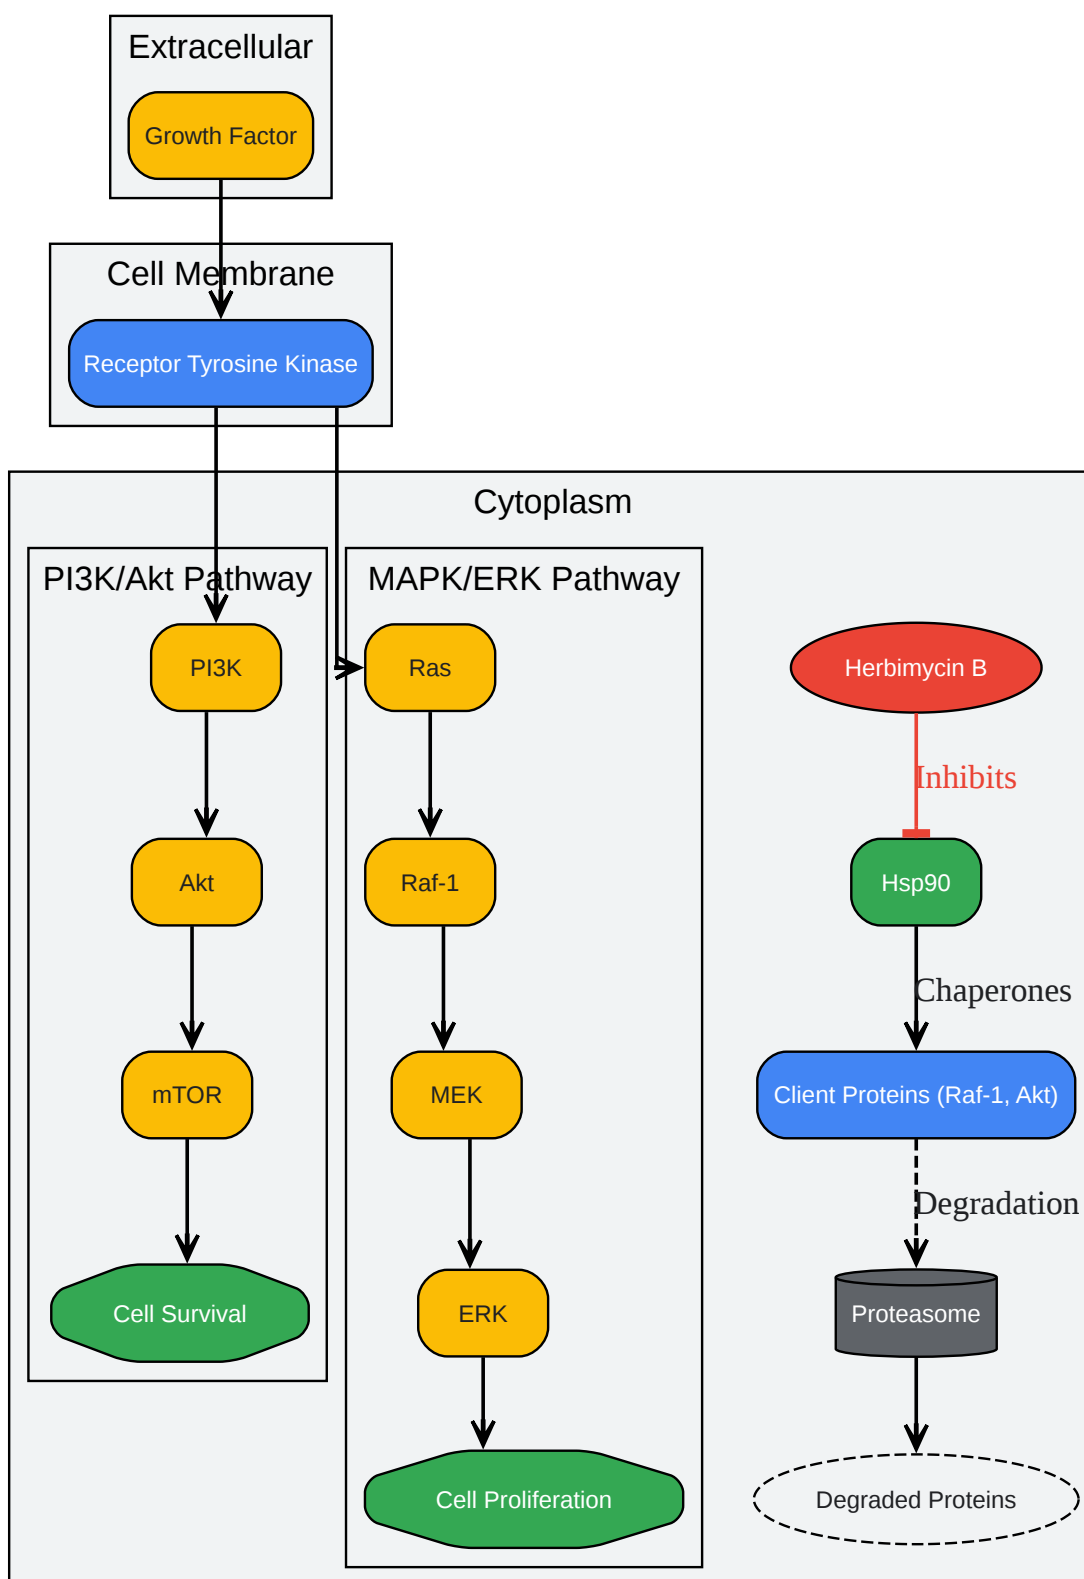 Extracellular
Growth Factor
Cell Membrane
Receptor Tyrosine Kinase
Cytoplasm
PI3K/Akt Pathway
MAPK/ERK Pathway
PI3K
Ras
Herbimycin B
Inhibits
Akt
Raf-1
Hsp90
Chaperones
mTOR
MEK
Client Proteins (Raf-1, Akt)
Degradation
Cell Survival
ERK
Proteasome
Cell Proliferation
Degraded Proteins